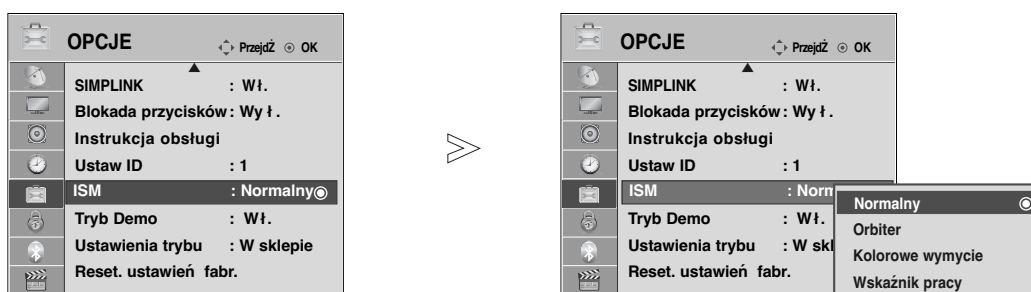 OPCJE
PrzejdŹ OK
SIMPLINK : Wł.
Blokada przycisków : Wy ł .
Instrukcja obsługi
Ustaw ID : 1
ISM : Normalny
Tryb Demo : Wł.
Ustawienia trybu : W sklepie
Reset. ustawień fabr.
OPCJE
PrzejdŹ OK
SIMPLINK : Wł.
Blokada przycisków : Wy ł .
Instrukcja obsługi
Ustaw ID : 1
ISM : Norm
Tryb Demo : Wł.
Ustawienia trybu : W skl
Reset. ustawień fabr.
Normalny
Orbiter
Kolorowe wymycie
Wskaźnik pracy